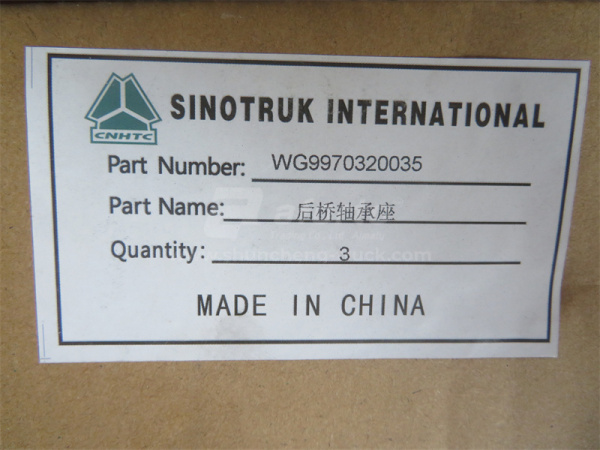 CNHTC
SINOTRUK INTERNATIONAL
Part Number: WG9970320035
Part Name: 后桥轴承座
Quantity: 3
MADE IN CHINA